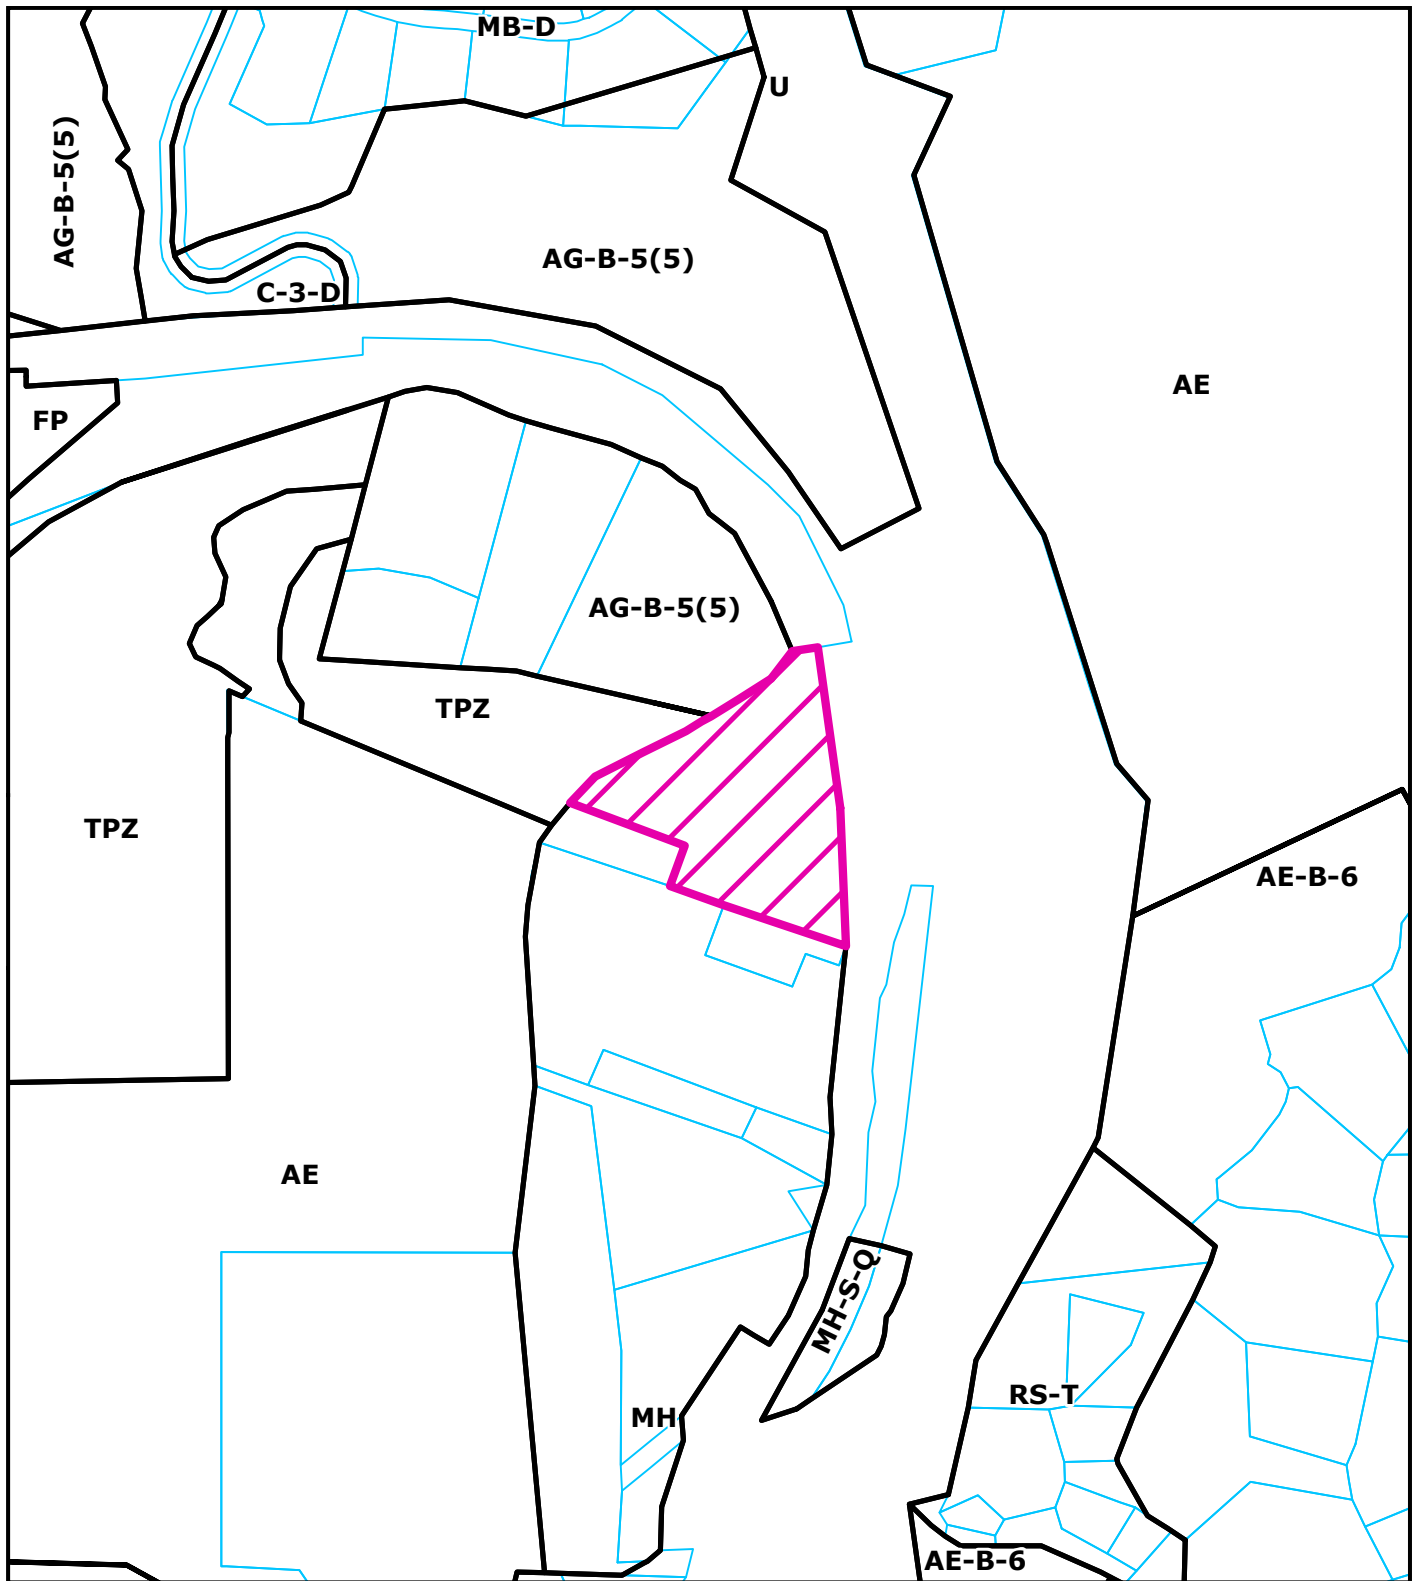 MB-D
U
AG-B-5(5)
AG-B-5(5)
C-3-D
AE
FP
AG-B-5(5)
TPZ
TPZ
AE-B-6
AE
MH-S-Q
RS-T
MH
AE-B-6